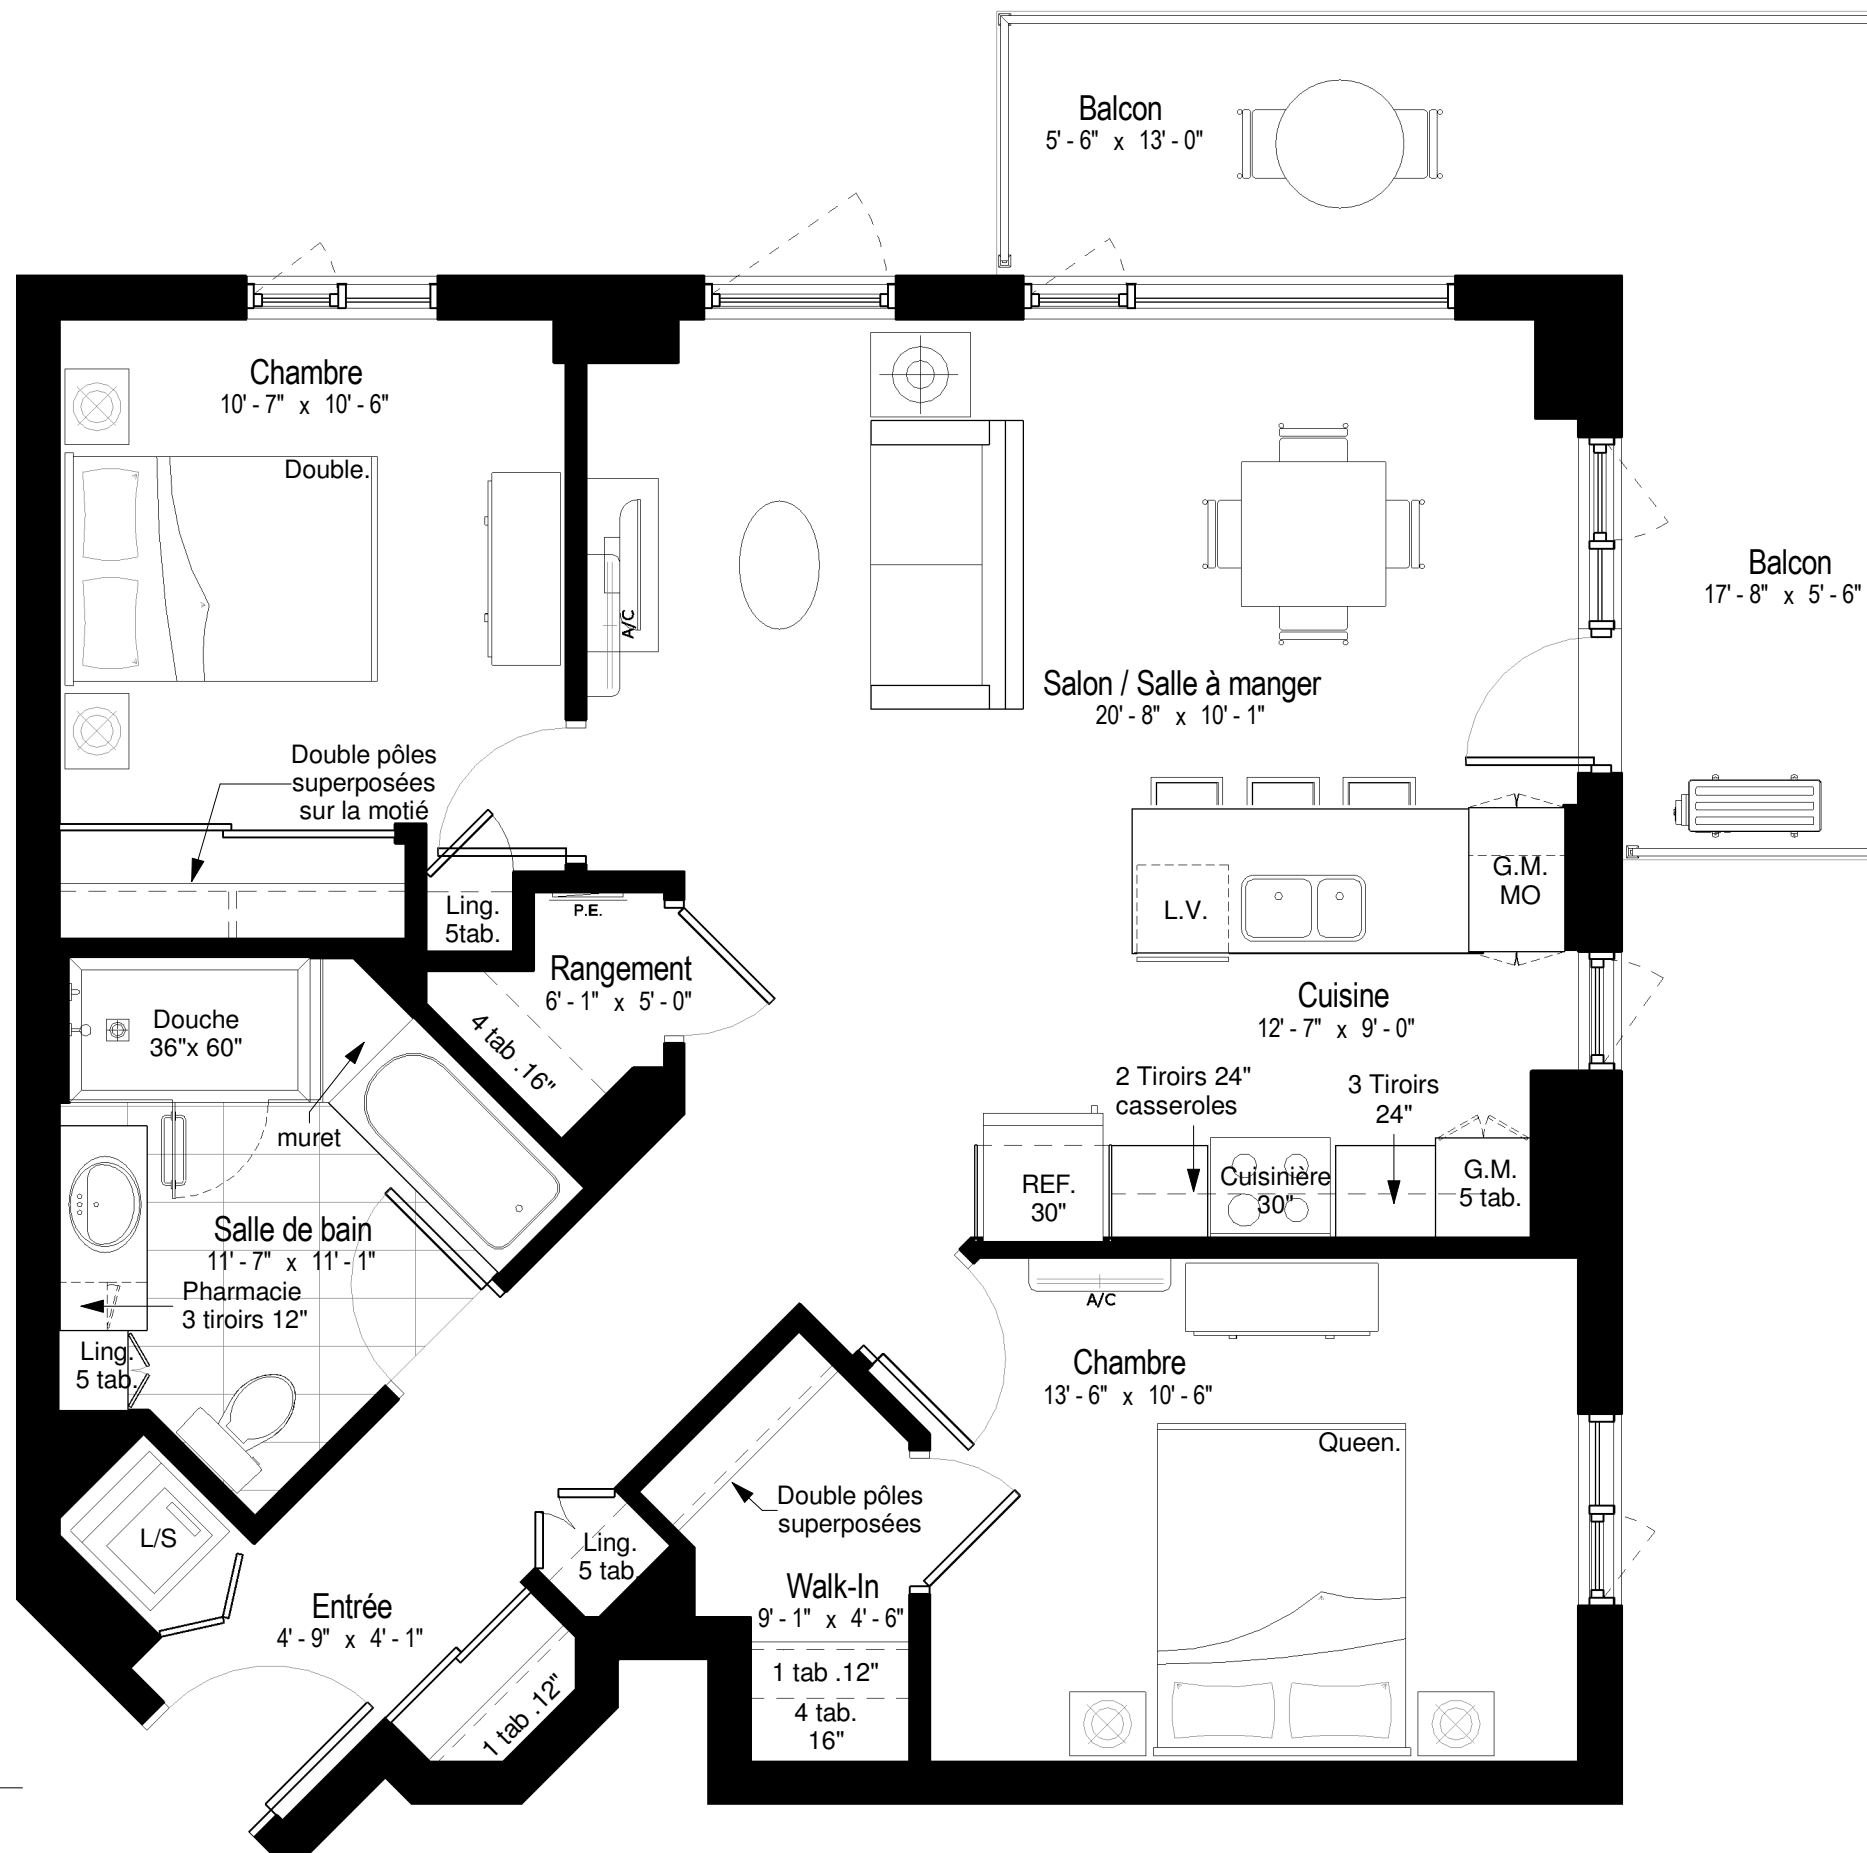 Balcon
5' - 6" x 13' - 0"
Chambre
10' - 7" x 10' - 6"
Double.
A/C
Balcon
17' - 8" x 5' - 6"
Salon / Salle à manger
20' - 8" x 10' - 1"
Double pôles
superposées
sur la motié
Ling.
5tab.
P.E.
Rangement
6' - 1" x 5' - 0"
4 tab .16"
L.V.
G.M.
MO
Cuisine
12' - 7" x 9' - 0"
Douche
36"x 60"
muret
2 Tiroirs 24"
casseroles
3 Tiroirs
24"
REF.
30"
Cuisinière
30"
G.M.
5 tab.
Salle de bain
11' - 7" x 11' - 1"
Pharmacie
3 tiroirs 12"
Ling.
5 tab.
A/C
Chambre
13' - 6" x 10' - 6"
Queen.
L/S
Double pôles
superposées
Ling.
5 tab.
Walk-In
9' - 1" x 4' - 6"
Entrée
4' - 9" x 4' - 1"
1 tab .12"
1 tab .12"
4 tab.
16"